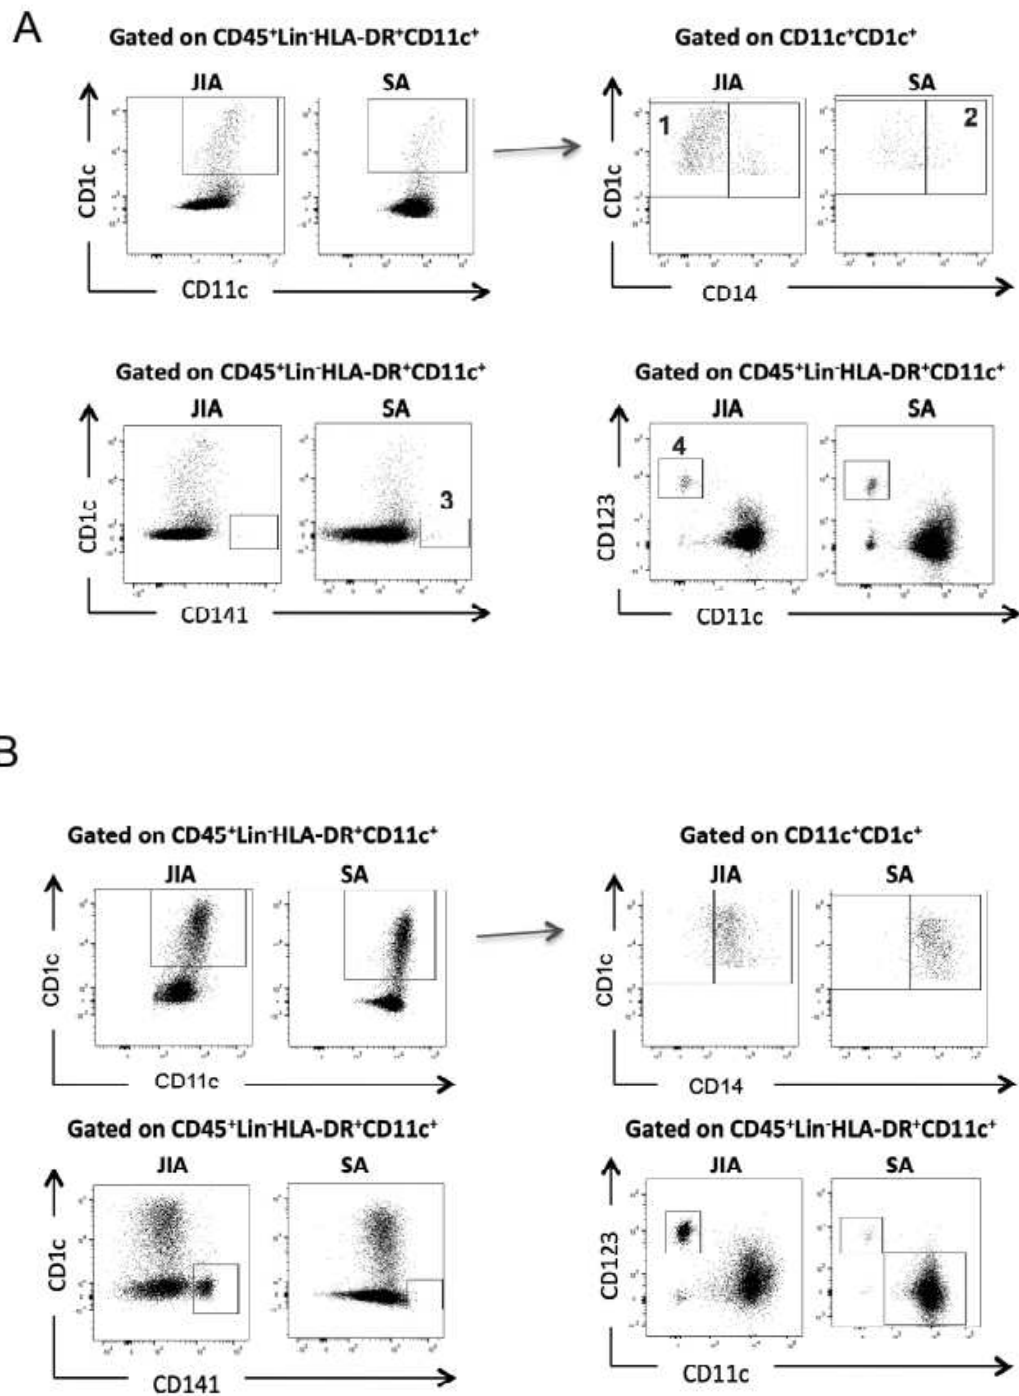 A
Gated on CD45⁺Lin⁻HLA-DR⁺CD11c⁺
JIA
SA
CD1c
CD11c
Gated on CD11c⁺CD1c⁺
JIA
SA
1
2
CD1c
CD14
Gated on CD45⁺Lin⁻HLA-DR⁺CD11c⁺
JIA
SA
3
CD1c
CD141
Gated on CD45⁺Lin⁻HLA-DR⁺CD11c⁺
JIA
SA
4
CD123
CD11c
B
Gated on CD45⁺Lin⁻HLA-DR⁺CD11c⁺
JIA
SA
CD1c
CD11c
Gated on CD11c⁺CD1c⁺
JIA
SA
CD1c
CD14
Gated on CD45⁺Lin⁻HLA-DR⁺CD11c⁺
JIA
SA
CD1c
CD141
Gated on CD45⁺Lin⁻HLA-DR⁺CD11c⁺
JIA
SA
CD123
CD11c